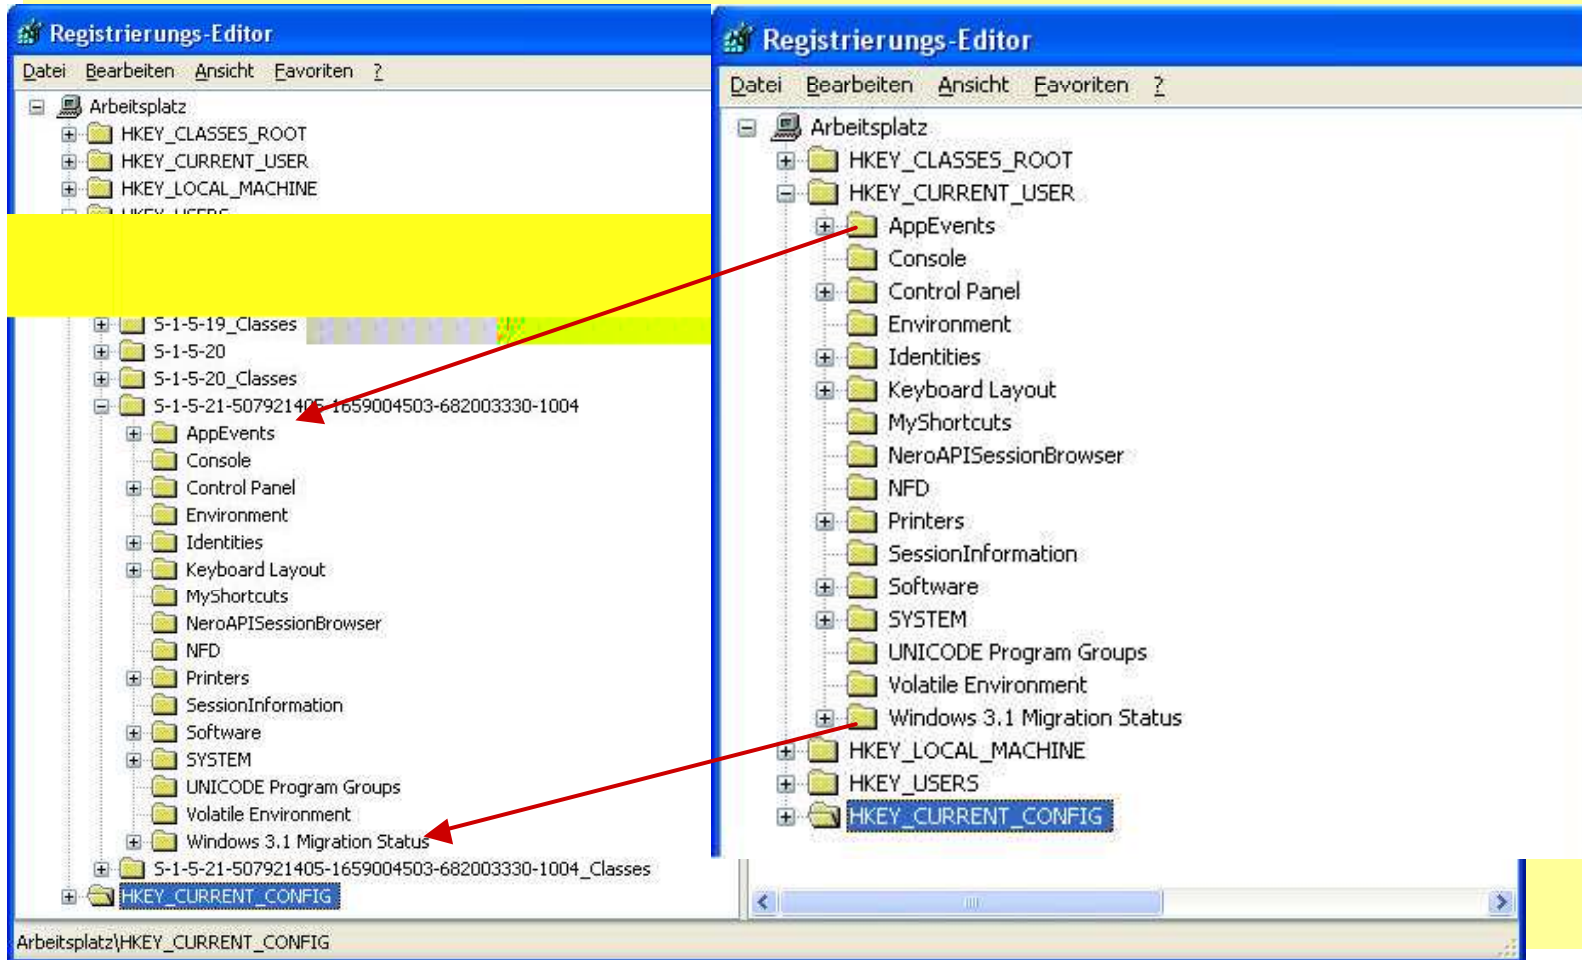 Registrierungs-Editor
Datei Bearbeiten Ansicht Favoriten ?
Arbeitsplatz
HKEY_CLASSES_ROOT
HKEY_CURRENT_USER
HKEY_LOCAL_MACHINE
HKEY_USERS
S-1-5-19_Classes
S-1-5-20
S-1-5-20_Classes
S-1-5-21-507921405-1659004503-682003330-1004
AppEvents
Console
Control Panel
Environment
Identities
Keyboard Layout
MyShortcuts
NeroAPISessionBrowser
NFD
Printers
SessionInformation
Software
SYSTEM
UNICODE Program Groups
Volatile Environment
Windows 3.1 Migration Status
S-1-5-21-507921405-1659004503-682003330-1004_Classes
HKEY_CURRENT_CONFIG
Arbeitsplatz\HKEY_CURRENT_CONFIG
Registrierungs-Editor
Datei Bearbeiten Ansicht Favoriten ?
Arbeitsplatz
HKEY_CLASSES_ROOT
HKEY_CURRENT_USER
AppEvents
Console
Control Panel
Environment
Identities
Keyboard Layout
MyShortcuts
NeroAPISessionBrowser
NFD
Printers
SessionInformation
Software
SYSTEM
UNICODE Program Groups
Volatile Environment
Windows 3.1 Migration Status
HKEY_LOCAL_MACHINE
HKEY_USERS
HKEY_CURRENT_CONFIG